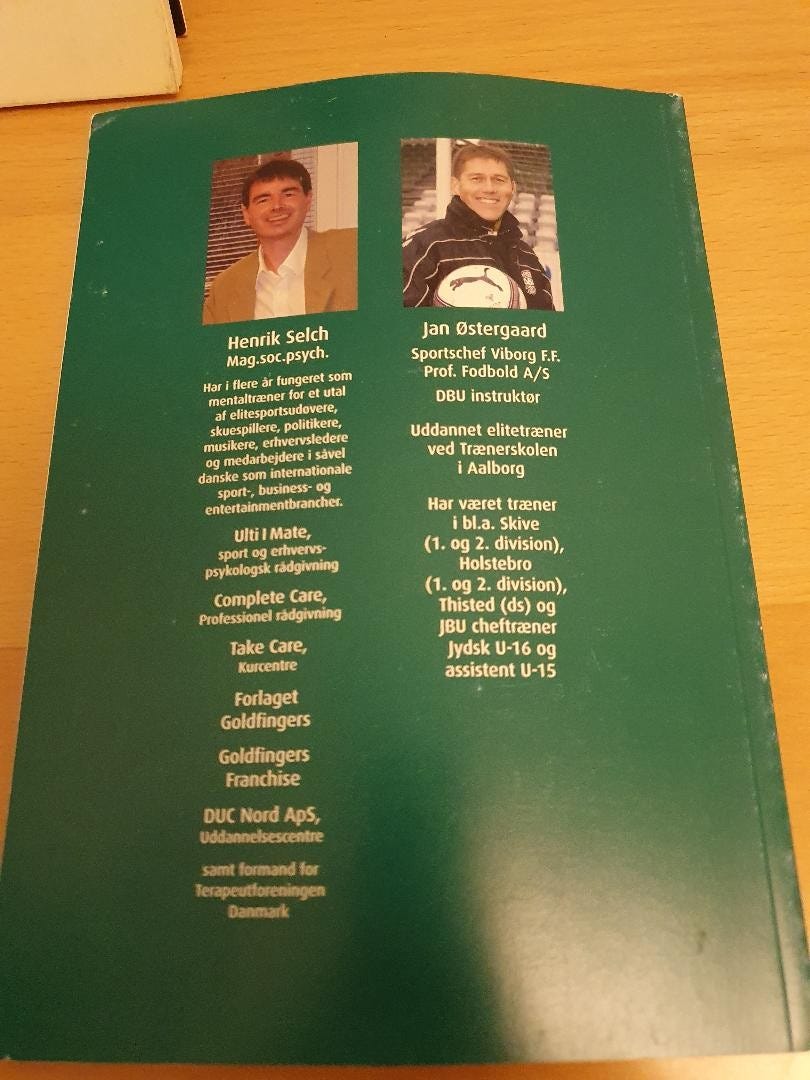 Henrik Selch
Mag.soc.psych.
Har i flere år fungeret som
mentaltræner for et utal
af elitesportsudøvere,
skuespillere, politikere,
musikere, erhvervsledere
og medarbejdere i såvel
danske som internationale
sport-, business- og
entertainmentbrancher.
Ulti I Mate,
sport og erhvervs-
psykologsk rådgivning
Complete Care,
Professionel rådgivning
Take Care,
Kurcentre
Forlaget
Goldfingers
Goldfingers
Franchise
DUC Nord ApS,
Uddannelsescentre
samt formand for
Terapeutforeningen
Danmark
Jan Østergaard
Sportschef Viborg F.F.
Prof. Fodbold A/S
DBU instruktør
Uddannet elitetræner
ved Trænerskolen
i Aalborg
Har været træner
i bl.a. Skive
(1. og 2. division),
Holstebro
(1. og 2. division),
Thisted (ds) og
JBU cheftræner
Jydsk U-16 og
assistent U-15